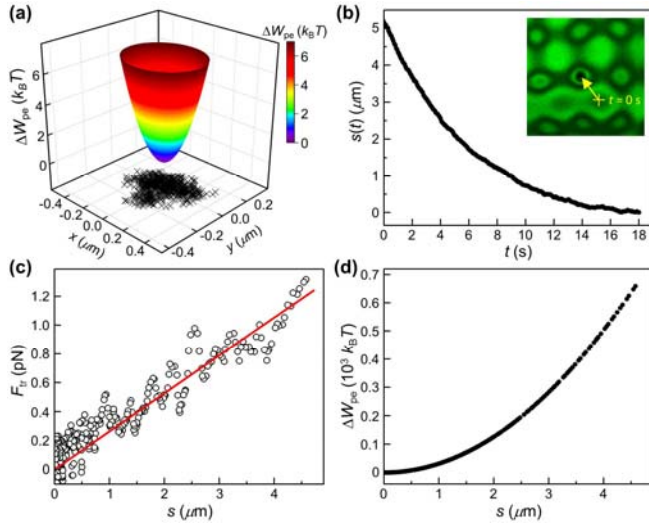 (a)
ΔW_pe (k_BT)
6
4
2
0
ΔW_pe (k_BT)
6
4
2
0
-0.4
-0.2
0.0
0.2
0.4
x (μm)
-0.4
-0.2
0.0
0.2
y (μm)
(b)
s(t) (μm)
5
4
3
2
1
0
t = 0 s
0 2 4 6 8 10 12 14 16 18
t (s)
(c)
F_tr (pN)
1.2
1.0
0.8
0.6
0.4
0.2
0
0 1 2 3 4
s (μm)
(d)
ΔW_pe (10³ k_BT)
0.7
0.6
0.5
0.4
0.3
0.2
0.1
0
0 1 2 3 4
s (μm)